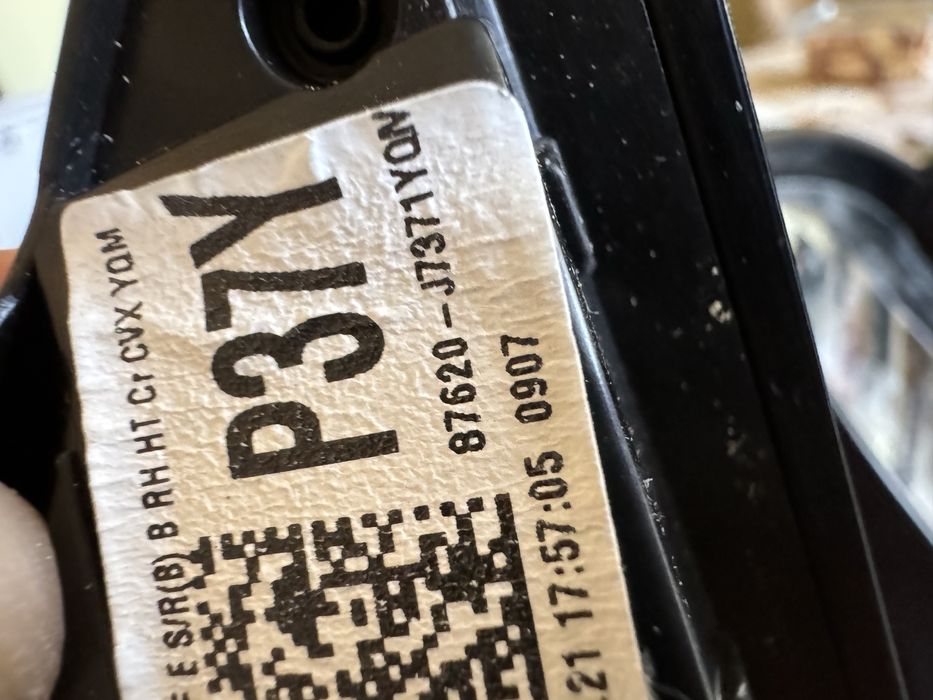 E S/R(B) B RH HT Cr CVX YQM
P37Y
87620-J7371YQM
.21 17:57:05 0907